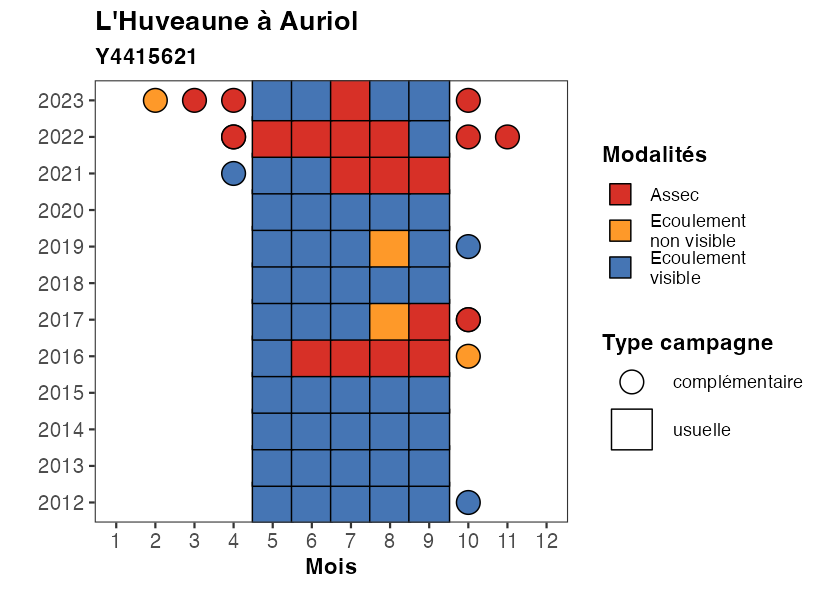 L'Huveaune à Auriol
Y4415621
2023
2022
2021
2020
2019
2018
2017
2016
2015
2014
2013
2012
1 2 3 4 5 6 7 8 9 10 11 12
Mois
Modalités
Assec
Ecoulement
non visible
Ecoulement
visible
Type campagne
complémentaire
usuelle